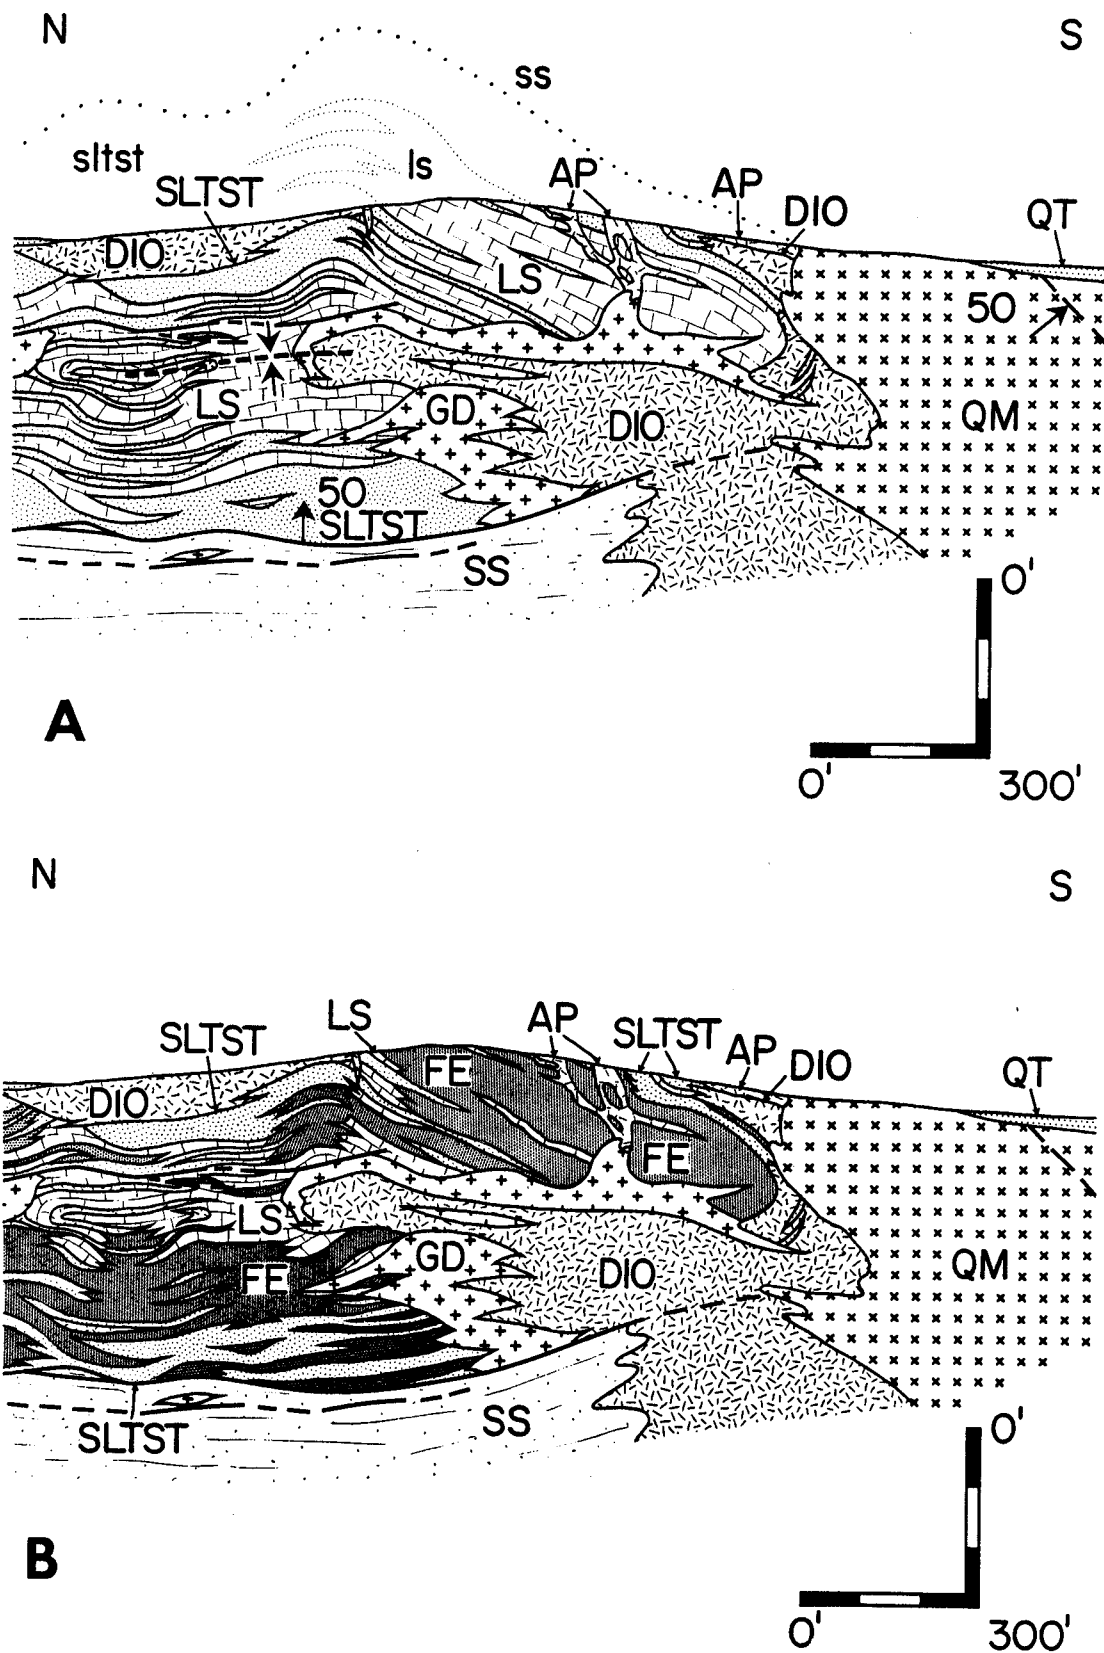 N
S
ss
sltst
ls
SLTST
AP
AP
DIO
QT
DIO
LS
50
LS
GD
DIO
QM
50
SLTST
SS
0'
A
0' 300'
N
S
LS
AP
SLTST
SLTST
AP
DIO
QT
FE
DIO
FE
LS
GD
DIO
QM
FE
SS
SLTST
0'
B
0' 300'